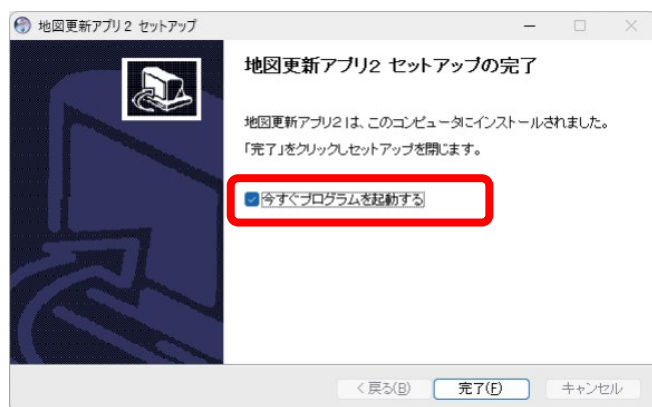 地図更新アプリ2 セットアップ
地図更新アプリ2 セットアップの完了
地図更新アプリ2は、このコンピュータにインストールされました。
「完了」をクリックしセットアップを閉じます。
今すぐプログラムを起動する
< 戻る(B) 完了(F) キャンセル